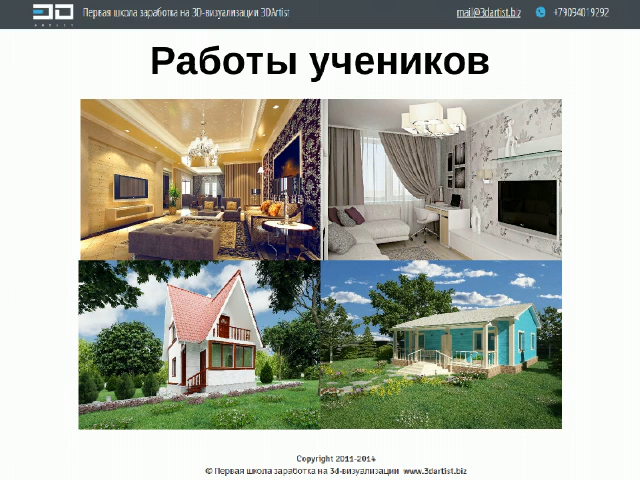 3D
ARTIST
Первая школа заработка на 3D-визуализации 3DArtist
mail@3dartist.biz
+79094019292
Работы учеников
Copyright 2011-2014
© Первая школа заработка на 3d-визуализации www.3dartist.biz